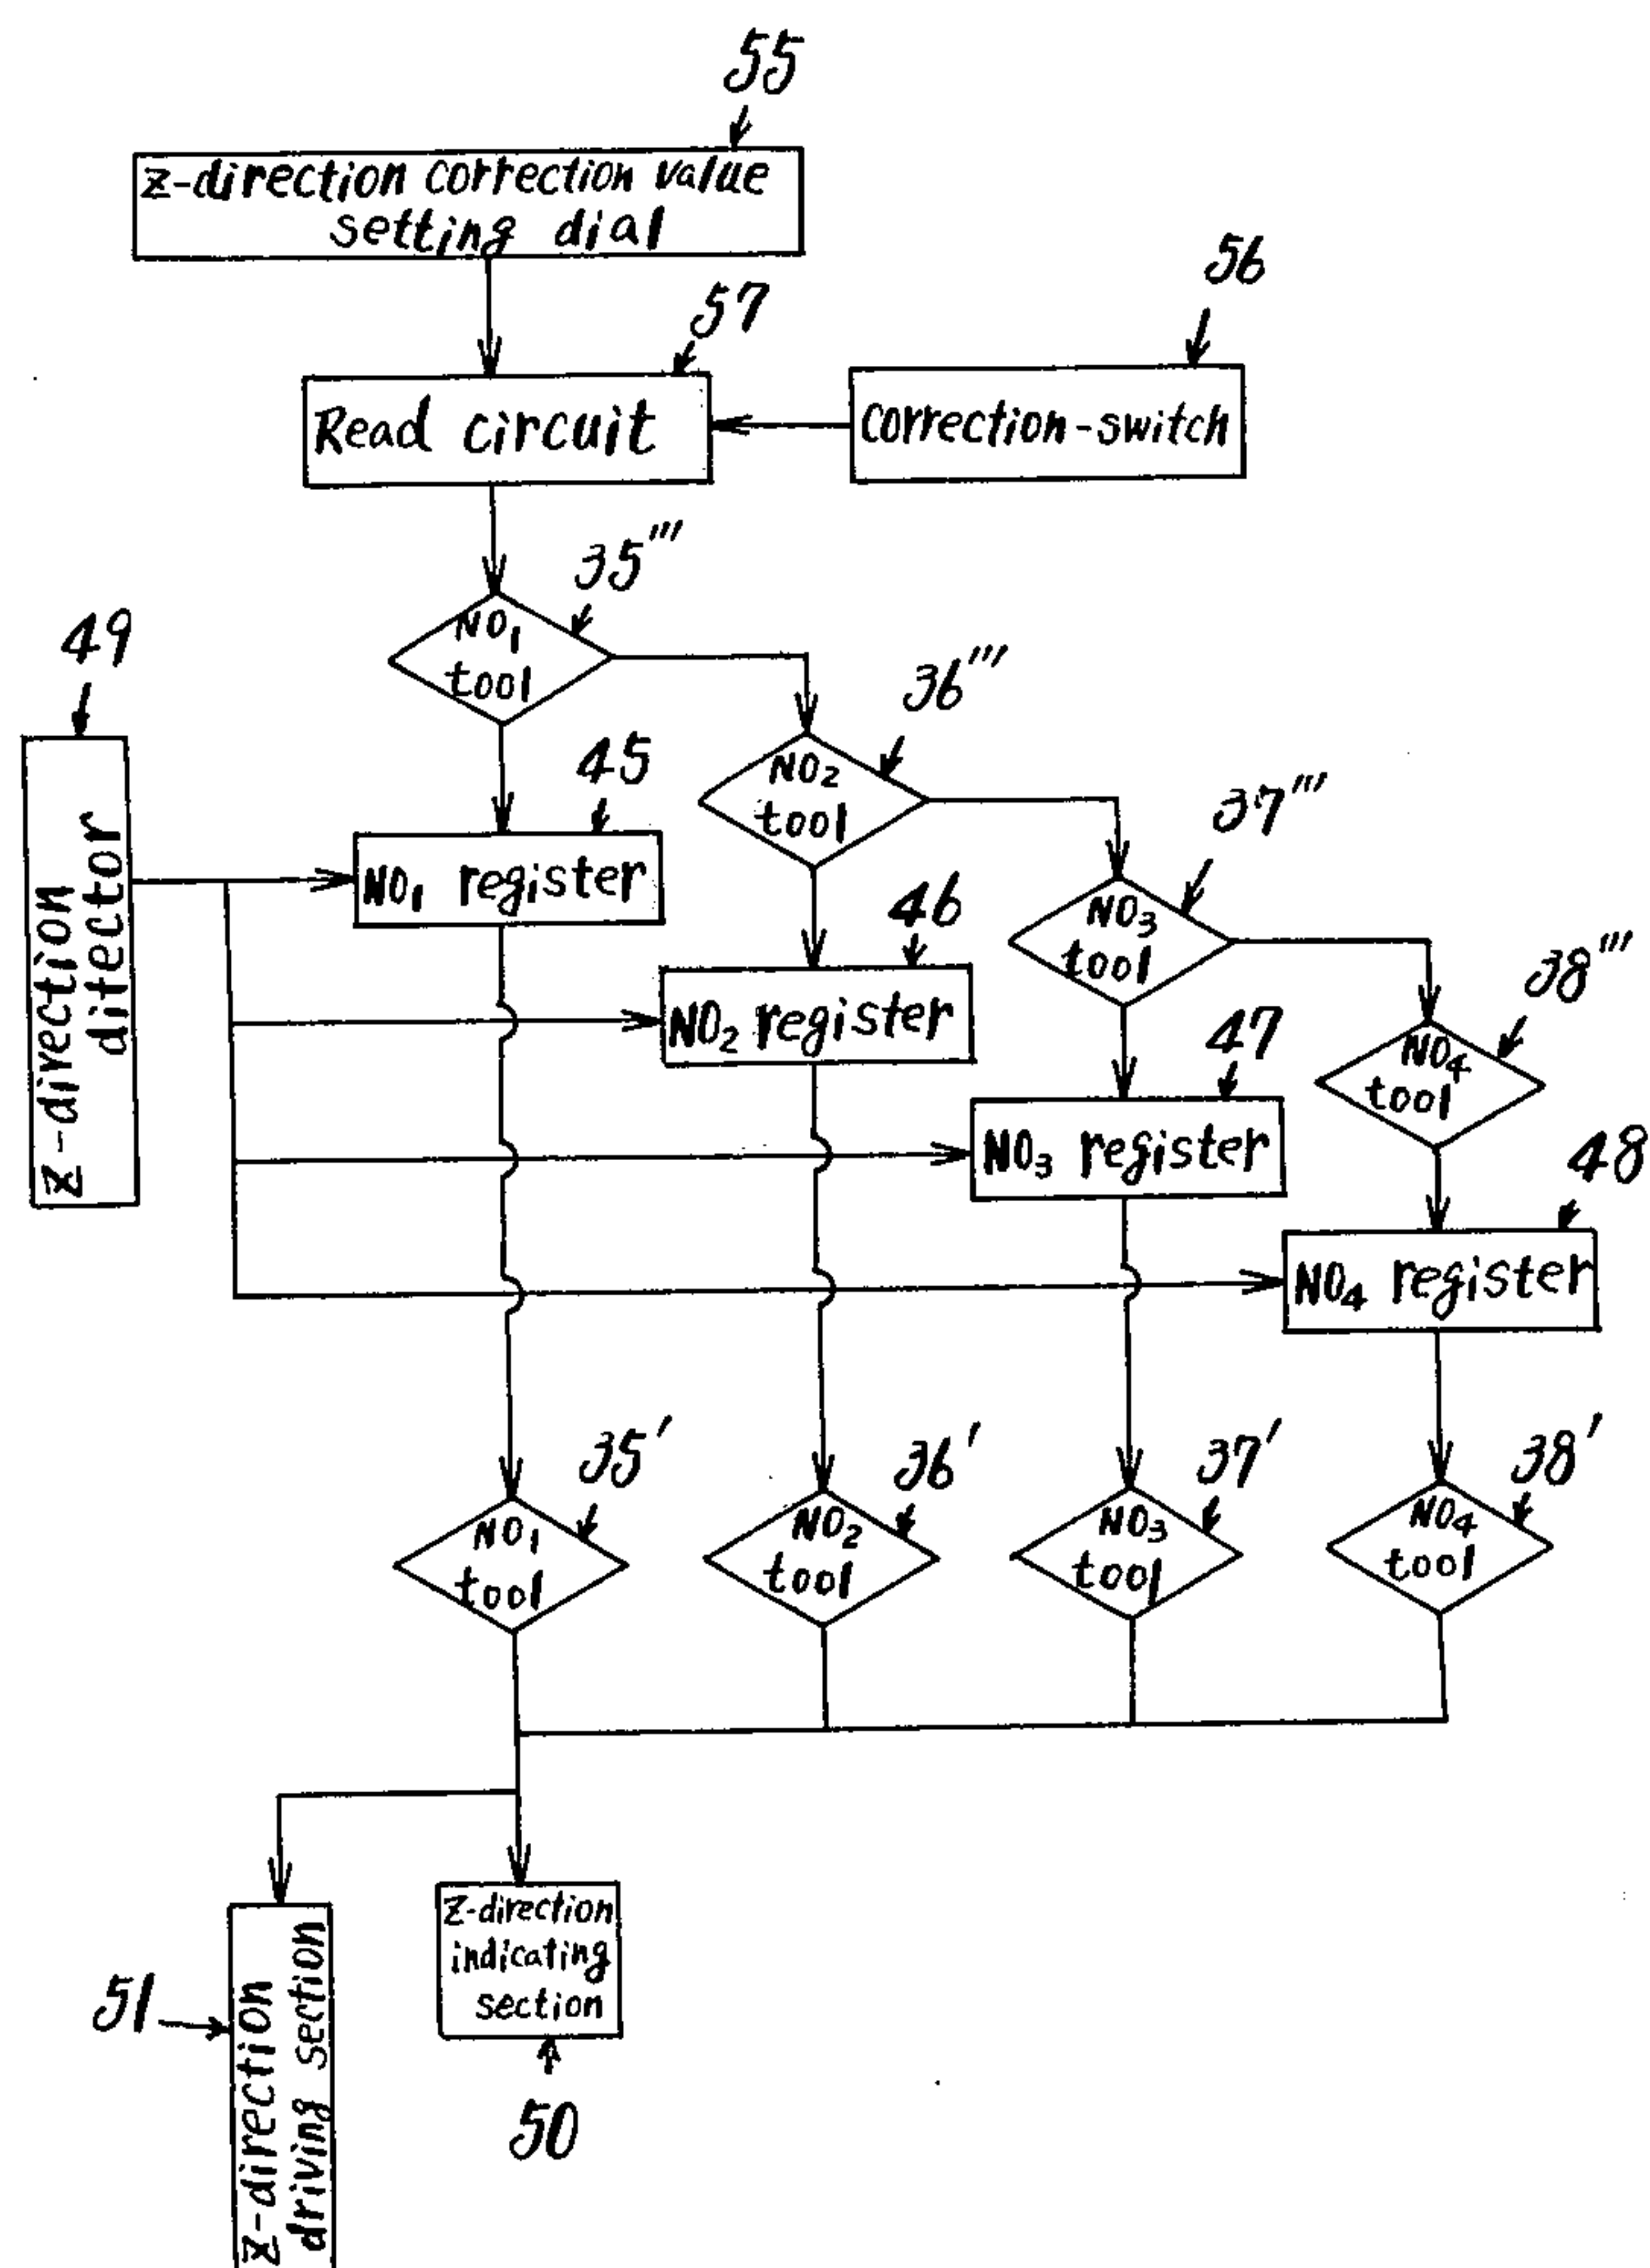 55
z-direction correction value
setting dial
56
57
Read circuit
correction-switch
35'''
NO1
tool
49
36'''
z-direction
ditector
45
NO2
tool
37'''
NO1 register
46
NO3
tool
38'''
NO2 register
47
NO4
tool
NO3 register
48
NO4 register
35'
36'
37'
38'
NO1
tool
NO2
tool
NO3
tool
NO4
tool
z-direction
indicating
section
51
z-direction
driving section
50